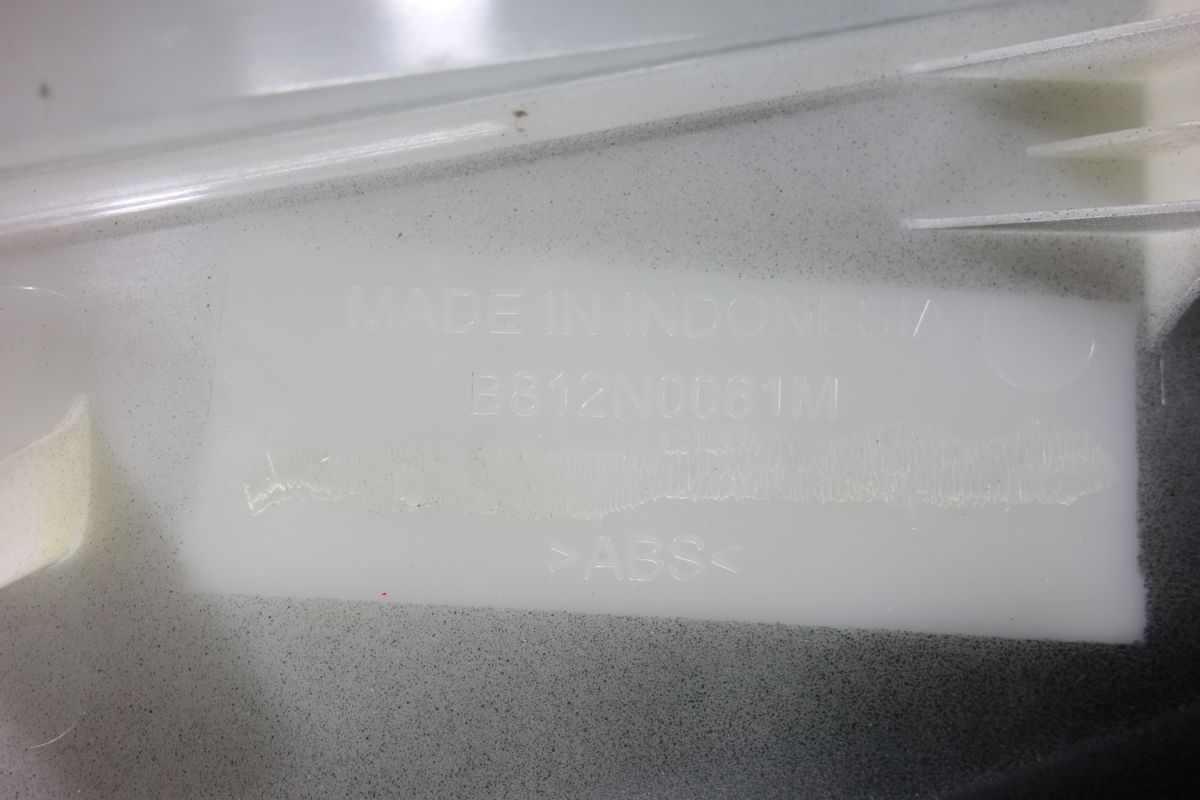 MADE IN INDONESIA
B812N0061M
>ABS<